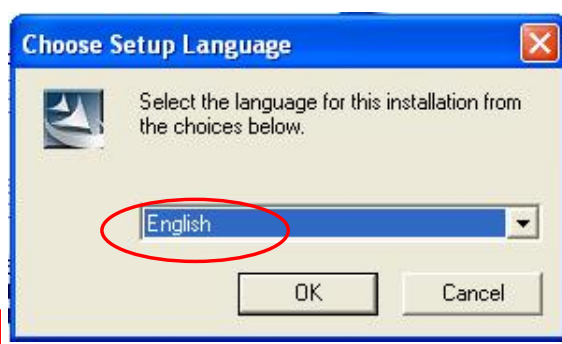 Choose Setup Language
Select the language for this installation from
the choices below.
English
OK
Cancel